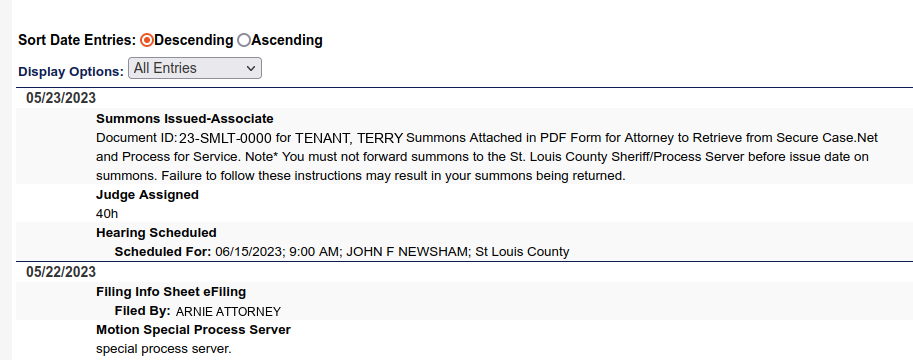 Sort Date Entries: Descending Ascending
Display Options: All Entries
05/23/2023
Summons Issued-Associate
Document ID: 23-SMLT-0000 for TENANT, TERRY Summons Attached in PDF Form for Attorney to Retrieve from Secure Case.Net
and Process for Service. Note* You must not forward summons to the St. Louis County Sheriff/Process Server before issue date on
summons. Failure to follow these instructions may result in your summons being returned.
Judge Assigned
40h
Hearing Scheduled
Scheduled For: 06/15/2023; 9:00 AM; JOHN F NEWSHAM; St Louis County
05/22/2023
Filing Info Sheet eFiling
Filed By: ARNIE ATTORNEY
Motion Special Process Server
special process server.